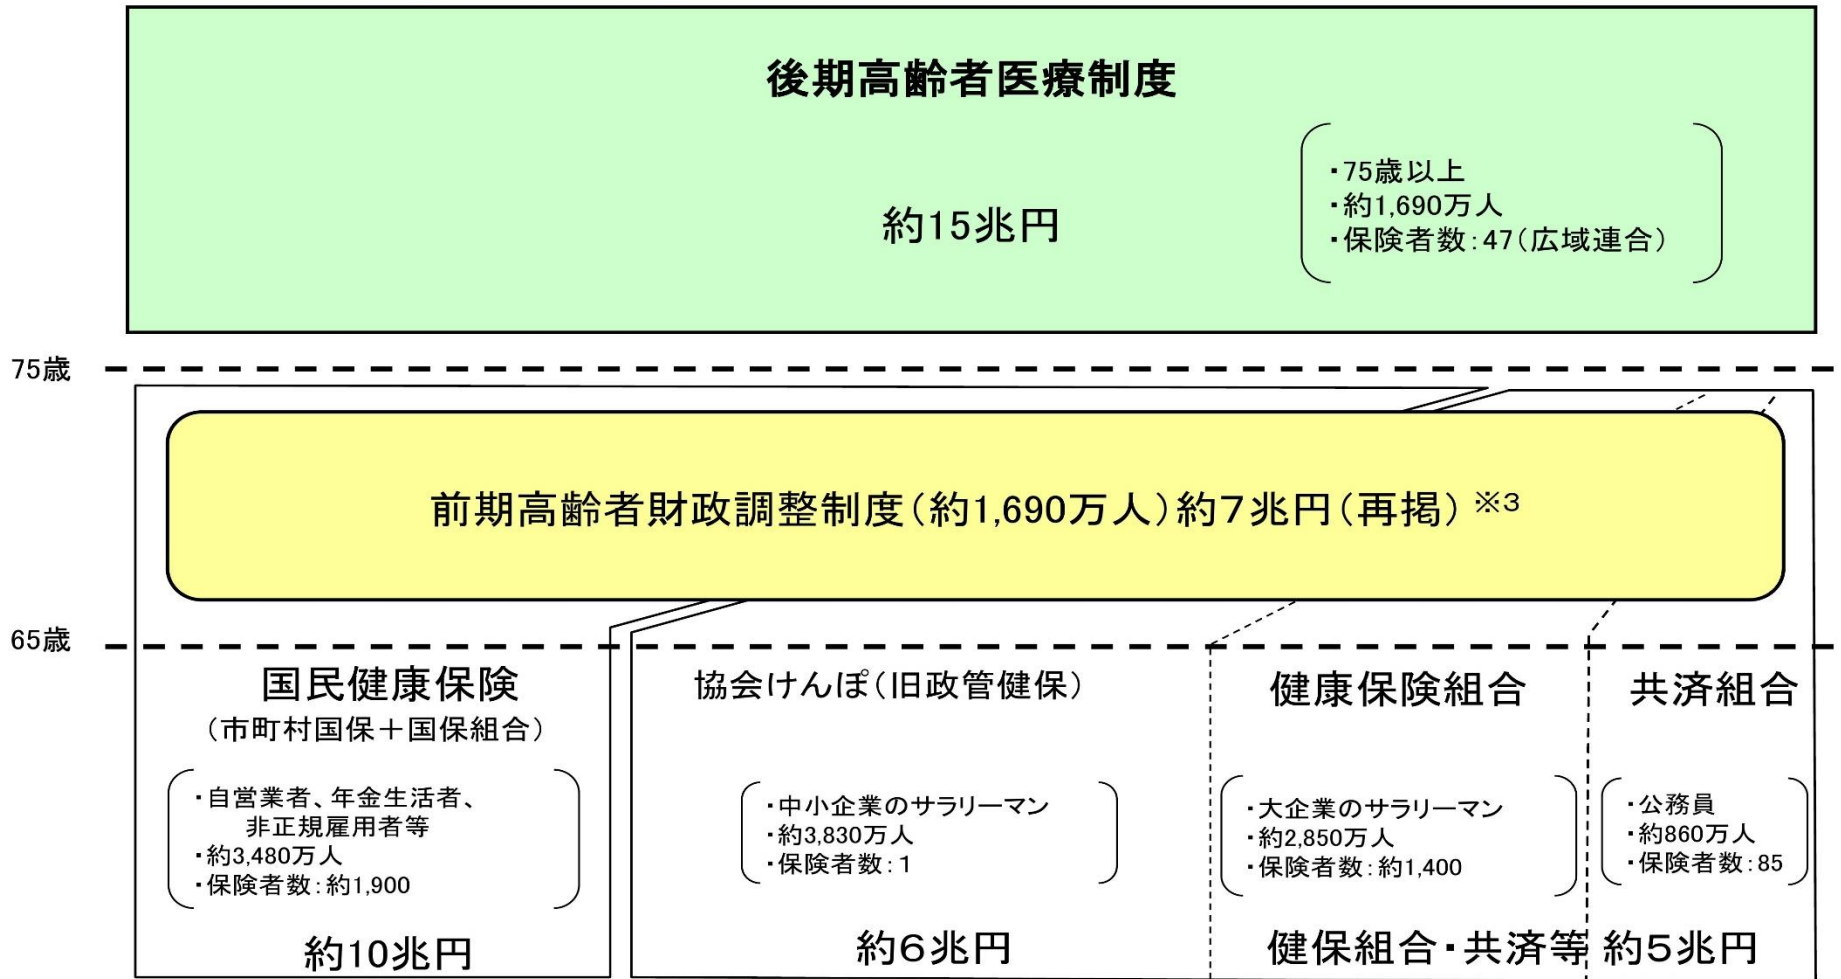 後期高齢者医療制度
約15兆円
・75歳以上
・約1,690万人
・保険者数：47（広域連合）
75歳
前期高齢者財政調整制度（約1,690万人）約７兆円（再掲）※3
65歳
国民健康保険
（市町村国保＋国保組合）
・自営業者、年金生活者、
非正規雇用者等
・約3,480万人
・保険者数：約1,900
約10兆円
協会けんぽ（旧政管健保）
・中小企業のサラリーマン
・約3,830万人
・保険者数：1
約６兆円
健康保険組合
・大企業のサラリーマン
・約2,850万人
・保険者数：約1,400
共済組合
・公務員
・約860万人
・保険者数：85
健保組合・共済等 約５兆円